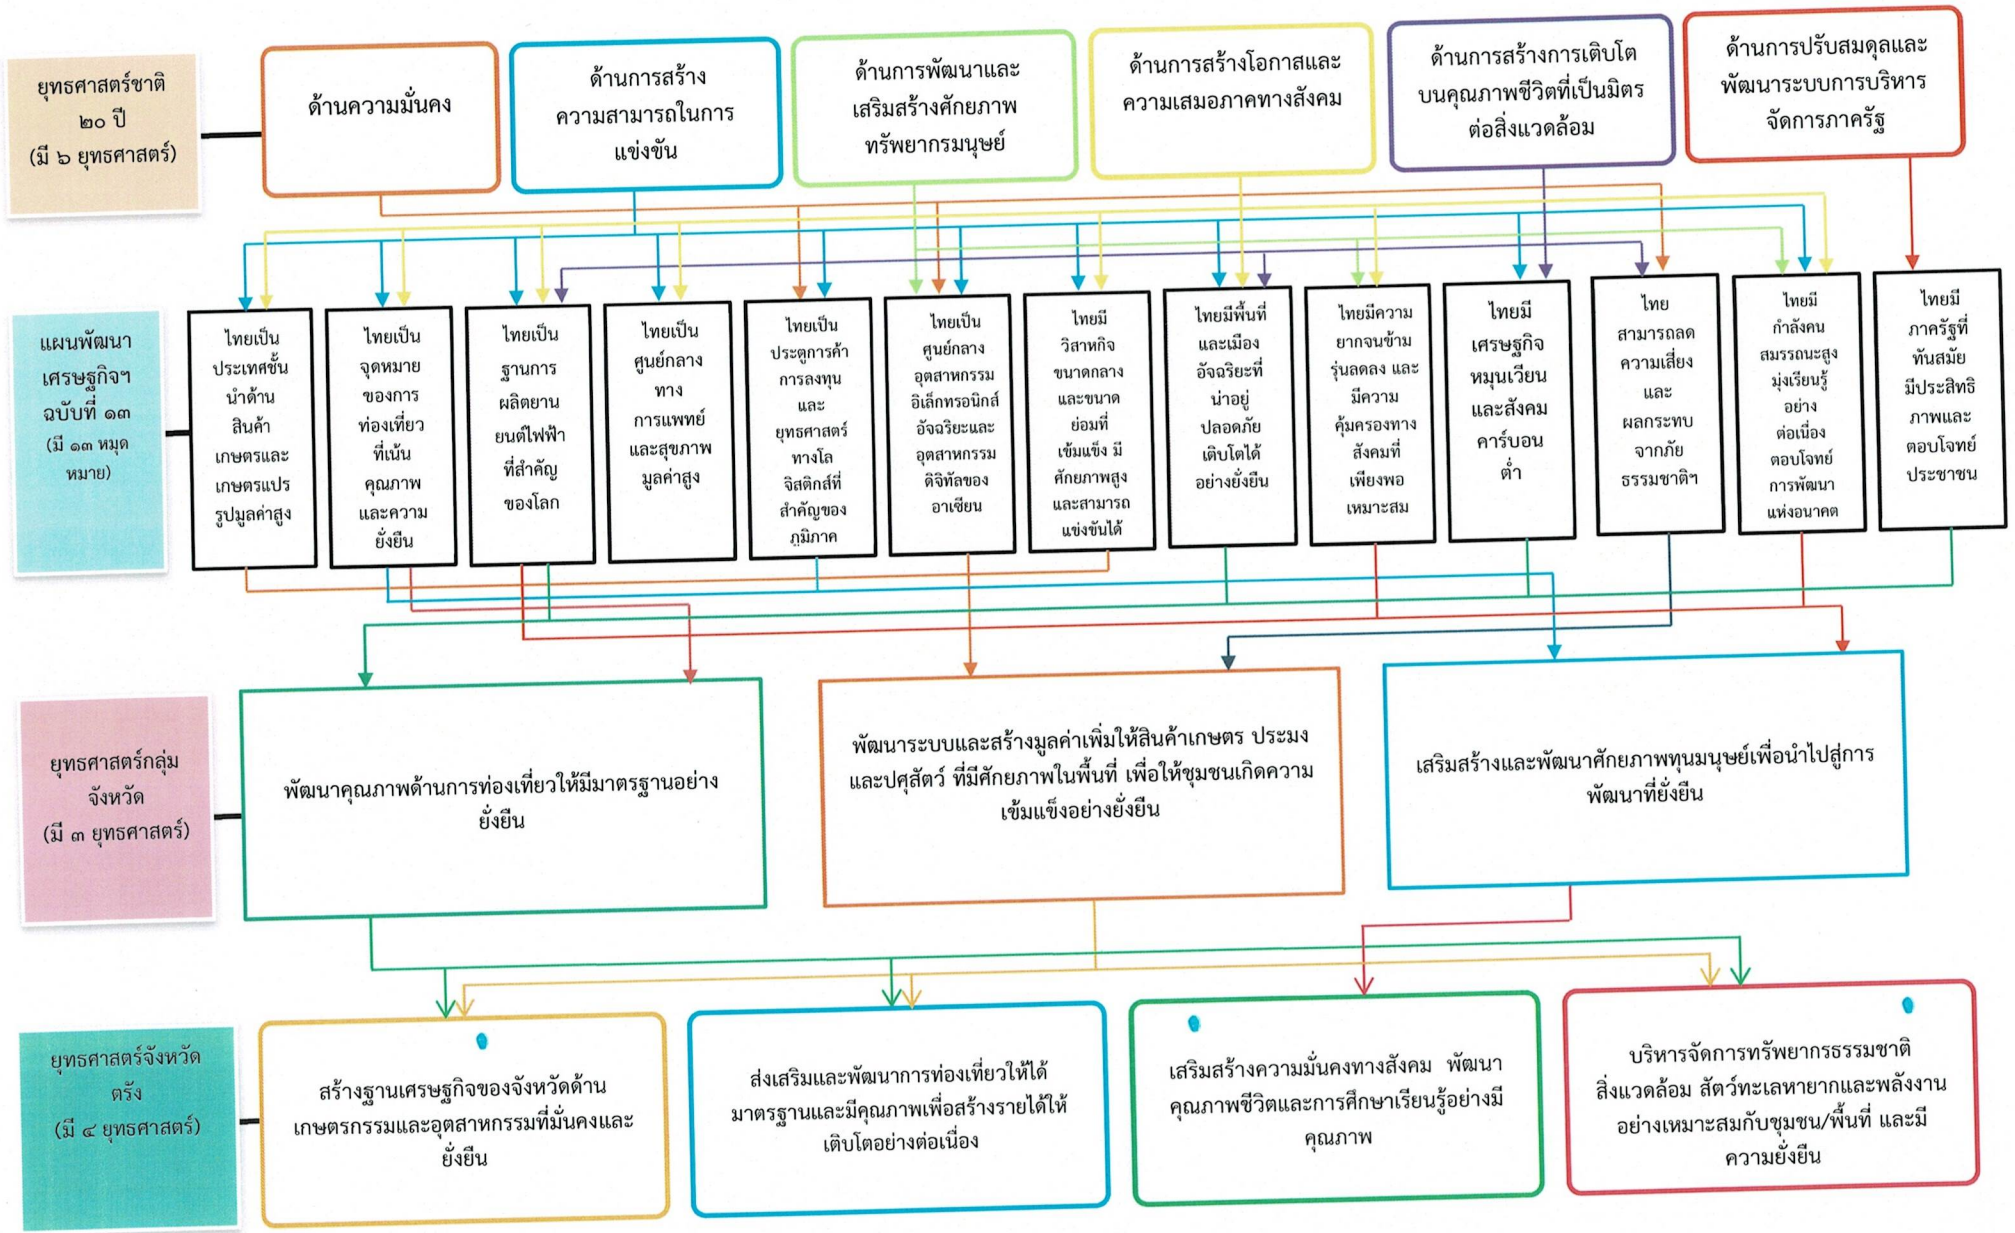 ยุทธศาสตร์ชาติ
๒๐ ปี
(มี ๖ ยุทธศาสตร์)
ด้านความมั่นคง
ด้านการสร้าง
ความสามารถในการ
แข่งขัน
ด้านการพัฒนาและ
เสริมสร้างศักยภาพ
ทรัพยากรมนุษย์
ด้านการสร้างโอกาสและ
ความเสมอภาคทางสังคม
ด้านการสร้างการเติบโต
บนคุณภาพชีวิตที่เป็นมิตร
ต่อสิ่งแวดล้อม
ด้านการปรับสมดุลและ
พัฒนาระบบการบริหาร
จัดการภาครัฐ
แผนพัฒนา
เศรษฐกิจฯ
ฉบับที่ ๑๓
(มี ๑๓ หมุด
หมาย)
ไทยเป็น
ประเทศชั้น
นำด้าน
สินค้า
เกษตรและ
เกษตรแปร
รูปมูลค่าสูง
ไทยเป็น
จุดหมาย
ของการ
ท่องเที่ยว
ที่เน้น
คุณภาพ
และความ
ยั่งยืน
ไทยเป็น
ฐานการ
ผลิตยาน
ยนต์ไฟฟ้า
ที่สำคัญ
ของโลก
ไทยเป็น
ศูนย์กลาง
ทาง
การแพทย์
และสุขภาพ
มูลค่าสูง
ไทยเป็น
ประตูการค้า
การลงทุน
และ
ยุทธศาสตร์
ทางโล
จิสติกส์ที่
สำคัญของ
ภูมิภาค
ไทยเป็น
ศูนย์กลาง
อุตสาหกรรม
อิเล็กทรอนิกส์
อัจฉริยะและ
อุตสาหกรรม
ดิจิทัลของ
อาเซียน
ไทยมี
วิสาหกิจ
ขนาดกลาง
และขนาด
ย่อมที่
เข้มแข็ง มี
ศักยภาพสูง
และสามารถ
แข่งขันได้
ไทยมีพื้นที่
และเมือง
อัจฉริยะที่
น่าอยู่
ปลอดภัย
เติบโตได้
อย่างยั่งยืน
ไทยมีความ
ยากจนข้าม
รุ่นลดลง และ
มีความ
คุ้มครองทาง
สังคมที่
เพียงพอ
เหมาะสม
ไทยมี
เศรษฐกิจ
หมุนเวียน
และสังคม
คาร์บอน
ต่ำ
ไทย
สามารถลด
ความเสี่ยง
และ
ผลกระทบ
จากภัย
ธรรมชาติฯ
ไทยมี
กำลังคน
สมรรถนะสูง
มุ่งเรียนรู้
อย่าง
ต่อเนื่อง
ตอบโจทย์
การพัฒนา
แห่งอนาคต
ไทยมี
ภาครัฐที่
ทันสมัย
มีประสิทธิ
ภาพและ
ตอบโจทย์
ประชาชน
ยุทธศาสตร์กลุ่ม
จังหวัด
(มี ๓ ยุทธศาสตร์)
พัฒนาคุณภาพด้านการท่องเที่ยวให้มีมาตรฐานอย่าง
ยั่งยืน
พัฒนาระบบและสร้างมูลค่าเพิ่มให้สินค้าเกษตร ประมง
และปศุสัตว์ ที่มีศักยภาพในพื้นที่ เพื่อให้ชุมชนเกิดความ
เข้มแข็งอย่างยั่งยืน
เสริมสร้างและพัฒนาศักยภาพทุนมนุษย์เพื่อนำไปสู่การ
พัฒนาที่ยั่งยืน
ยุทธศาสตร์จังหวัด
ตรัง
(มี ๔ ยุทธศาสตร์)
สร้างฐานเศรษฐกิจของจังหวัดด้าน
เกษตรกรรมและอุตสาหกรรมที่มั่นคงและ
ยั่งยืน
ส่งเสริมและพัฒนาการท่องเที่ยวให้ได้
มาตรฐานและมีคุณภาพเพื่อสร้างรายได้ให้
เติบโตอย่างต่อเนื่อง
เสริมสร้างความมั่นคงทางสังคม พัฒนา
คุณภาพชีวิตและการศึกษาเรียนรู้อย่างมี
คุณภาพ
บริหารจัดการทรัพยากรธรรมชาติ
สิ่งแวดล้อม สัตว์ทะเลหายากและพลังงาน
อย่างเหมาะสมกับชุมชน/พื้นที่ และมี
ความยั่งยืน